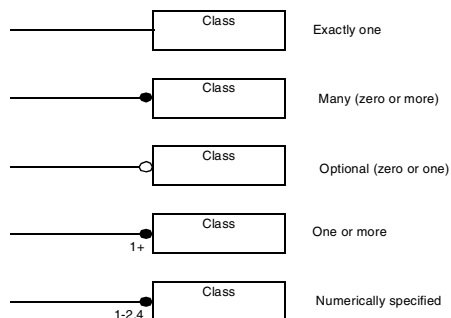 Class
Exactly one
Class
Many (zero or more)
Class
Optional (zero or one)
Class
One or more
1+
Class
Numerically specified
1-2,4